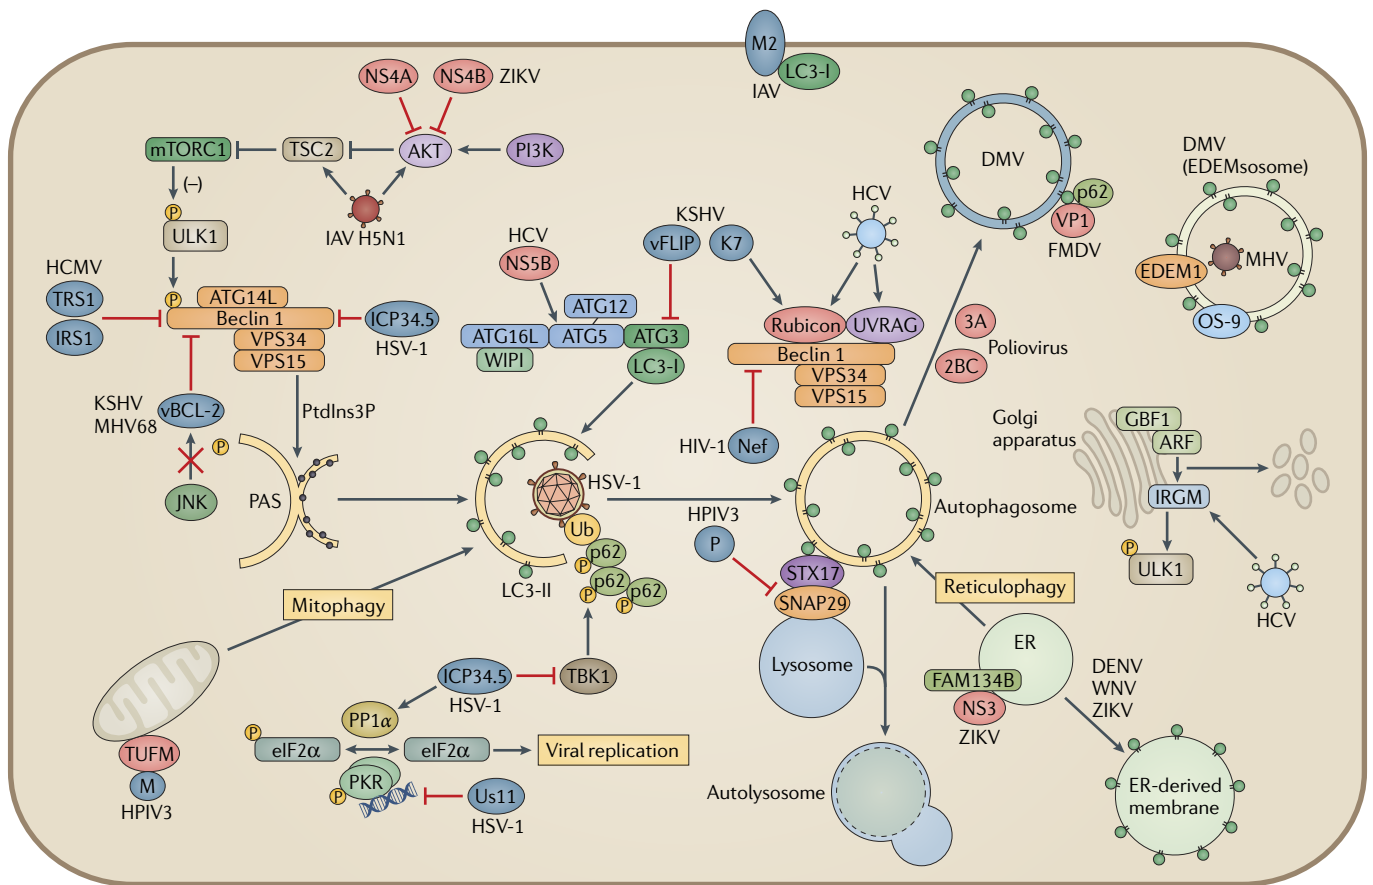 M2
LC3-I
IAV
NS4A
NS4B
ZIKV
mTORC1
TSC2
AKT
PI3K
(–)
P
ULK1
IAV H5N1
HCMV
TRS1
IRS1
P
ATG14L
Beclin 1
VPS34
VPS15
ICP34.5
HSV-1
KSHV
MHV68
vBCL-2
P
JNK
PtdIns3P
PAS
HCV
NS5B
ATG12
ATG16L
ATG5
ATG3
WIPI
LC3-I
KSHV
vFLIP
K7
HCV
Rubicon
UVRAG
Beclin 1
VPS34
VPS15
HIV-1
Nef
DMV
p62
VP1
FMDV
3A
Poliovirus
2BC
DMV
(EDEMsosome)
MHV
EDEM1
OS-9
Golgi
apparatus
GBF1
ARF
IRGM
P
ULK1
HCV
HSV-1
Ub
P
p62
p62
p62
P
P
LC3-II
Autophagosome
HPIV3
P
STX17
SNAP29
Lysosome
Autolysosome
Reticulophagy
ER
FAM134B
NS3
ZIKV
DENV
WNV
ZIKV
ER-derived
membrane
Mitophagy
TUFM
M
HPIV3
ICP34.5
HSV-1
TBK1
PP1α
P
eIF2α
eIF2α
Viral replication
PKR
P
Us11
HSV-1